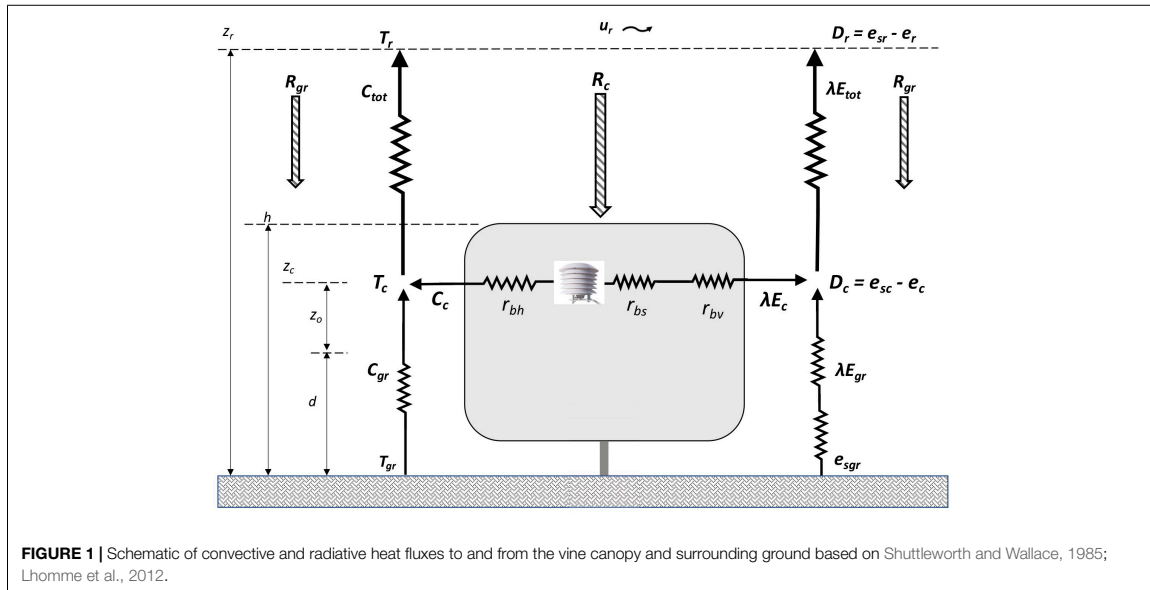 z_r
T_r
u_r
D_r = e_sr - e_r
R_gr
C_tot
R_c
λE_tot
R_gr
h
z_c
T_c
C_c
r_bh
r_bs
r_bv
λE_c
D_c = e_sc - e_c
z_o
C_gr
λE_gr
d
T_gr
e_sgr
FIGURE 1 | Schematic of convective and radiative heat fluxes to and from the vine canopy and surrounding ground based on Shuttleworth and Wallace, 1985;
Lhomme et al., 2012.